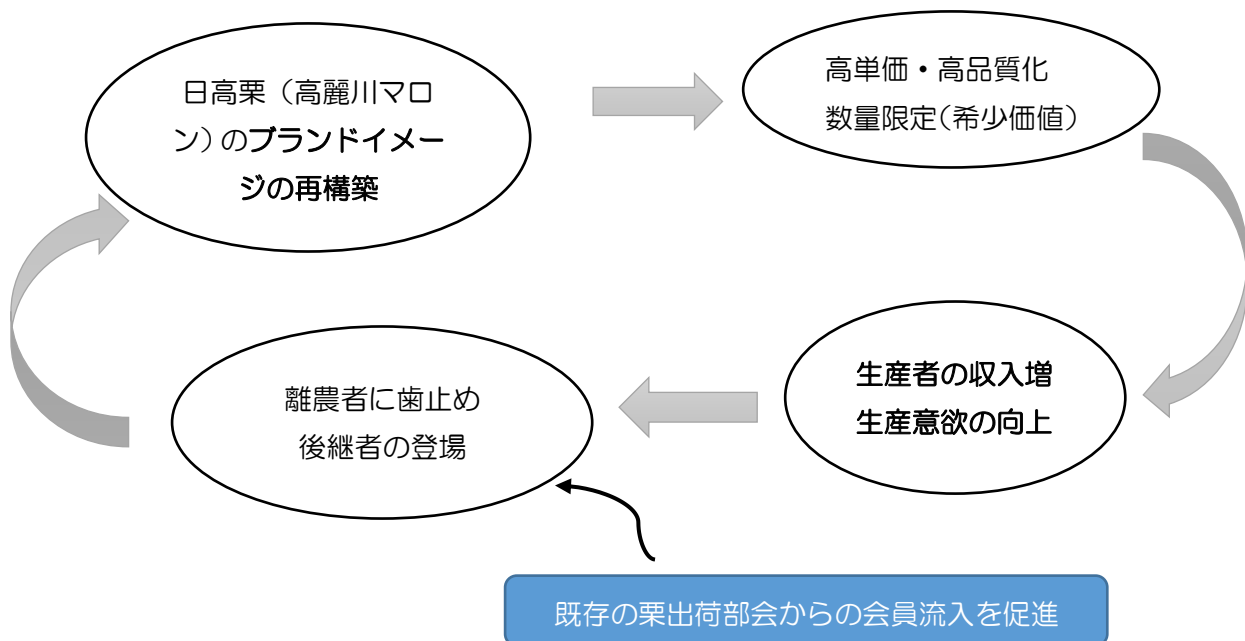 日高栗（高麗川マロ
ン）のブランドイメー
ジの再構築
高単価・高品質化
数量限定（希少価値）
生産者の収入増
生産意欲の向上
離農者に歯止め
後継者の登場
既存の栗出荷部会からの会員流入を促進